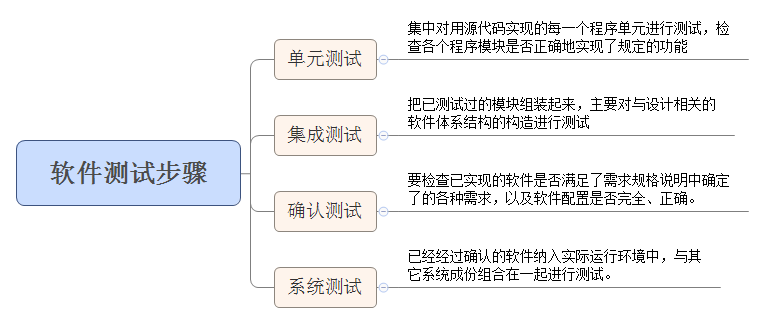 软件测试步骤
单元测试
集中对用源代码实现的每一个程序单元进行测试，检
查各个程序模块是否正确地实现了规定的功能
集成测试
把已测试过的模块组装起来，主要对与设计相关的
软件体系结构的构造进行测试
确认测试
要检查已实现的软件是否满足了需求规格说明中确定
了的各种需求，以及软件配置是否完全、正确。
系统测试
已经经过确认的软件纳入实际运行环境中，与其
它系统成份组合在一起进行测试。